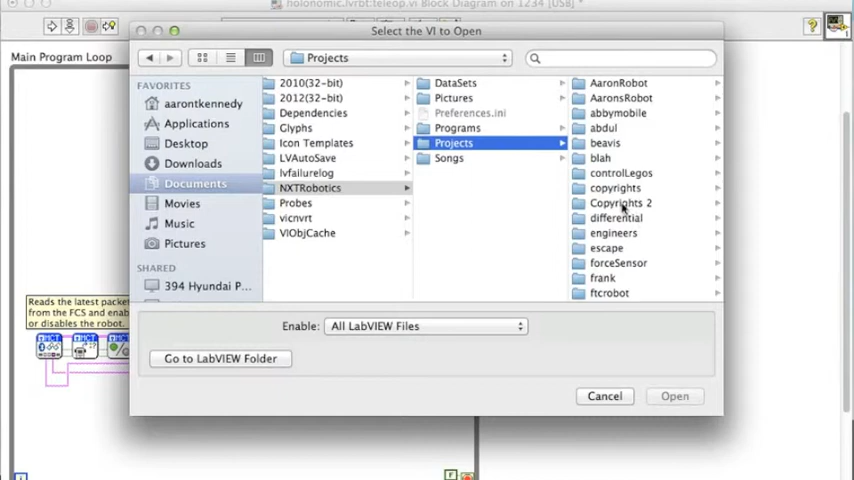 holonomic.lvrbt:teleop.vi Block Diagram on 1234 [USB] *
Select the VI to Open
Main Program Loop
Projects
FAVORITES
aarontkennedy
Applications
Desktop
Downloads
Documents
Movies
Music
Pictures
SHARED
394 Hyundai P...
2010(32-bit)
2012(32-bit)
Dependencies
Glyphs
Icon Templates
LVAutoSave
lvfailurelog
NXTRobotics
Probes
vicnvrt
VIObjCache
DataSets
Pictures
Preferences.ini
Programs
Projects
Songs
AaronRobot
AaronsRobot
abbymobile
abdul
beavis
blah
controlLegos
copyrights
Copyrights 2
differential
engineers
escape
forceSensor
frank
ftcrobot
Reads the latest packet
from the FCS and enab
or disables the robot.
Enable:
All LabVIEW Files
Go to LabVIEW Folder
Cancel
Open